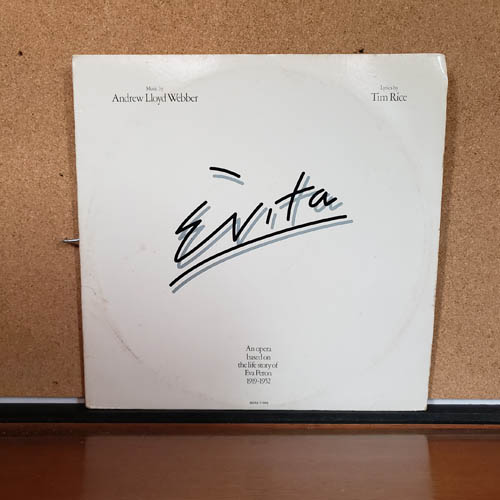 Music by
Andrew Lloyd Webber
Lyrics by
Tim Rice
Evita
An opera
based on
the life story of
Eva Peron
1919-1952